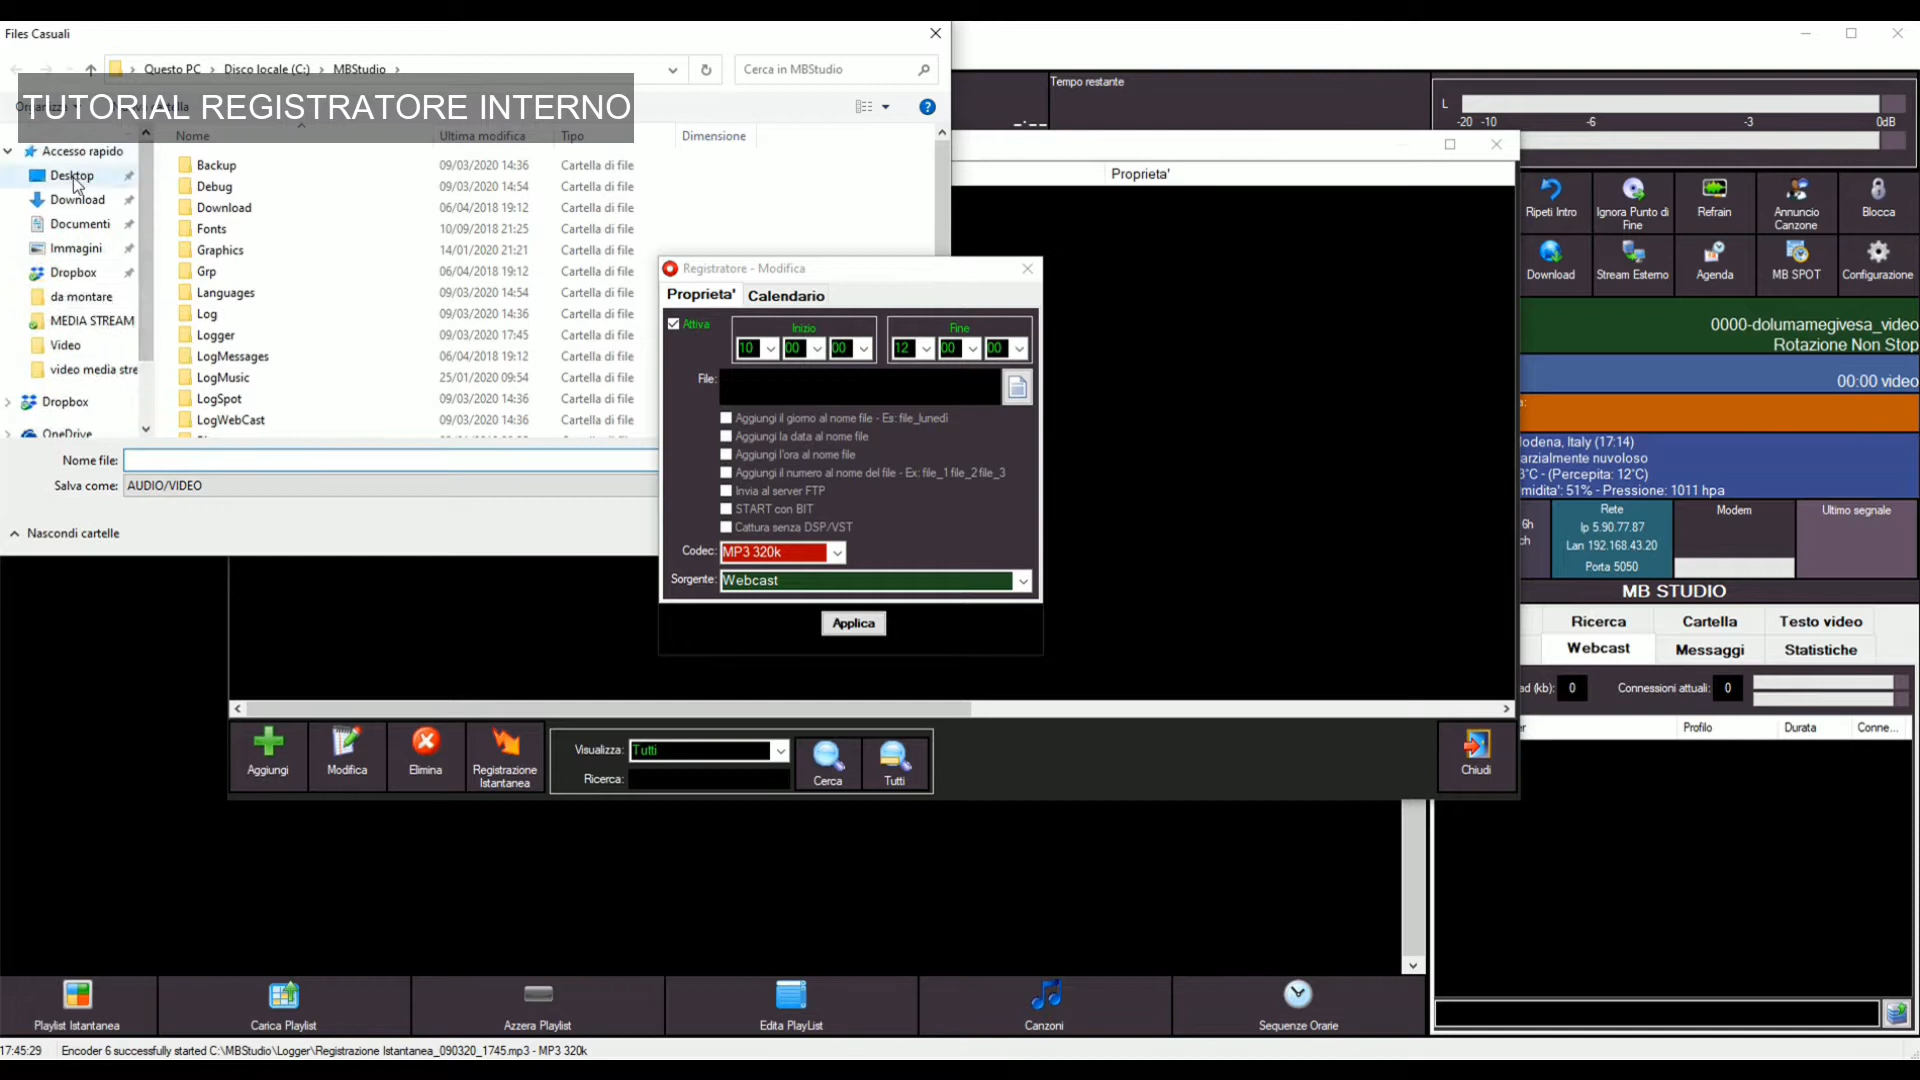 Files Casuali
Questo PC > Disco locale (C:) > MBStudio >
Cerca in MBStudio
TUTORIAL REGISTRATORE INTERNO
Nome
Ultima modifica
Tipo
Dimensione
Accesso rapido
Desktop
Download
Documenti
Immagini
Dropbox
da montare
MEDIA STREAM
Video
video media stre
Dropbox
OneDrive
Backup 09/03/2020 14:36 Cartella di file
Debug 09/03/2020 14:54 Cartella di file
Download 06/04/2018 19:12 Cartella di file
Fonts 10/09/2018 21:25 Cartella di file
Graphics 14/01/2020 21:21 Cartella di file
Grp 06/04/2018 19:12 Cartella di file
Languages 09/03/2020 14:54 Cartella di file
Log 09/03/2020 14:36 Cartella di file
Logger 09/03/2020 17:45 Cartella di file
LogMessages 06/04/2018 19:12 Cartella di file
LogMusic 25/01/2020 09:54 Cartella di file
LogSpot 09/03/2020 14:36 Cartella di file
LogWebCast 09/03/2020 14:36 Cartella di file
Nome file:
Salva come: AUDIO/VIDEO
Nascondi cartelle
Registratore - Modifica
Proprieta' Calendario
Attiva
Inizio
10 00 00
Fine
12 00 00
File:
Aggiungi il giorno al nome file - Es: file_lunedì
Aggiungi la data al nome file
Aggiungi l'ora al nome file
Aggiungi il numero al nome del file - Ex: file_1 file_2 file_3
Invia al server FTP
START con BIT
Cattura senza DSP/VST
Codec: MP3 320k
Sorgente: Webcast
Applica
Proprieta'
Tempo restante
--:--
L
-20 -10 -6 -3 0dB
Ripeti Intro
Ignora Punto di Fine
Refrain
Annuncio Canzone
Blocca
Download
Stream Esterno
Agenda
MB SPOT
Configurazione
0000-dolumamegivesa_video
Rotazione Non Stop
00:00 video
lodena, Italy (17:14)
arzialmente nuvoloso
3°C - (Percepita: 12°C)
midita': 51% - Pressione: 1011 hpa
6h
ch
Rete
Ip 5.90.77.87
Lan 192.168.43.20
Porta 5050
Modem
Ultimo segnale
MB STUDIO
Ricerca Cartella Testo video
Webcast Messaggi Statistiche
ad (kb): 0 Connessioni attuali: 0
er Profilo Durata Conne...
Aggiungi
Modifica
Elimina
Registrazione Istantanea
Visualizza: Tutti
Ricerca:
Cerca
Tutti
Chiudi
Playlist Istantanea
Carica Playlist
Azzera Playlist
Edita PlayList
Canzoni
Sequenze Orarie
17:45:29 Encoder 6 successfully started C:\MBStudio\Logger\Registrazione Istantanea_090320_1745.mp3 - MP3 320k